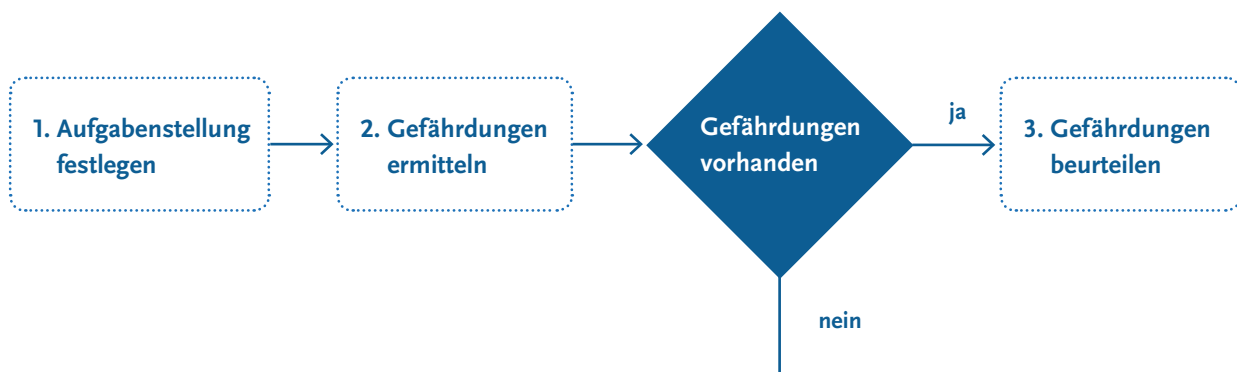 1. Aufgabenstellung
festlegen
2. Gefährdungen
ermitteln
Gefährdungen
vorhanden
ja
3. Gefährdungen
beurteilen
nein